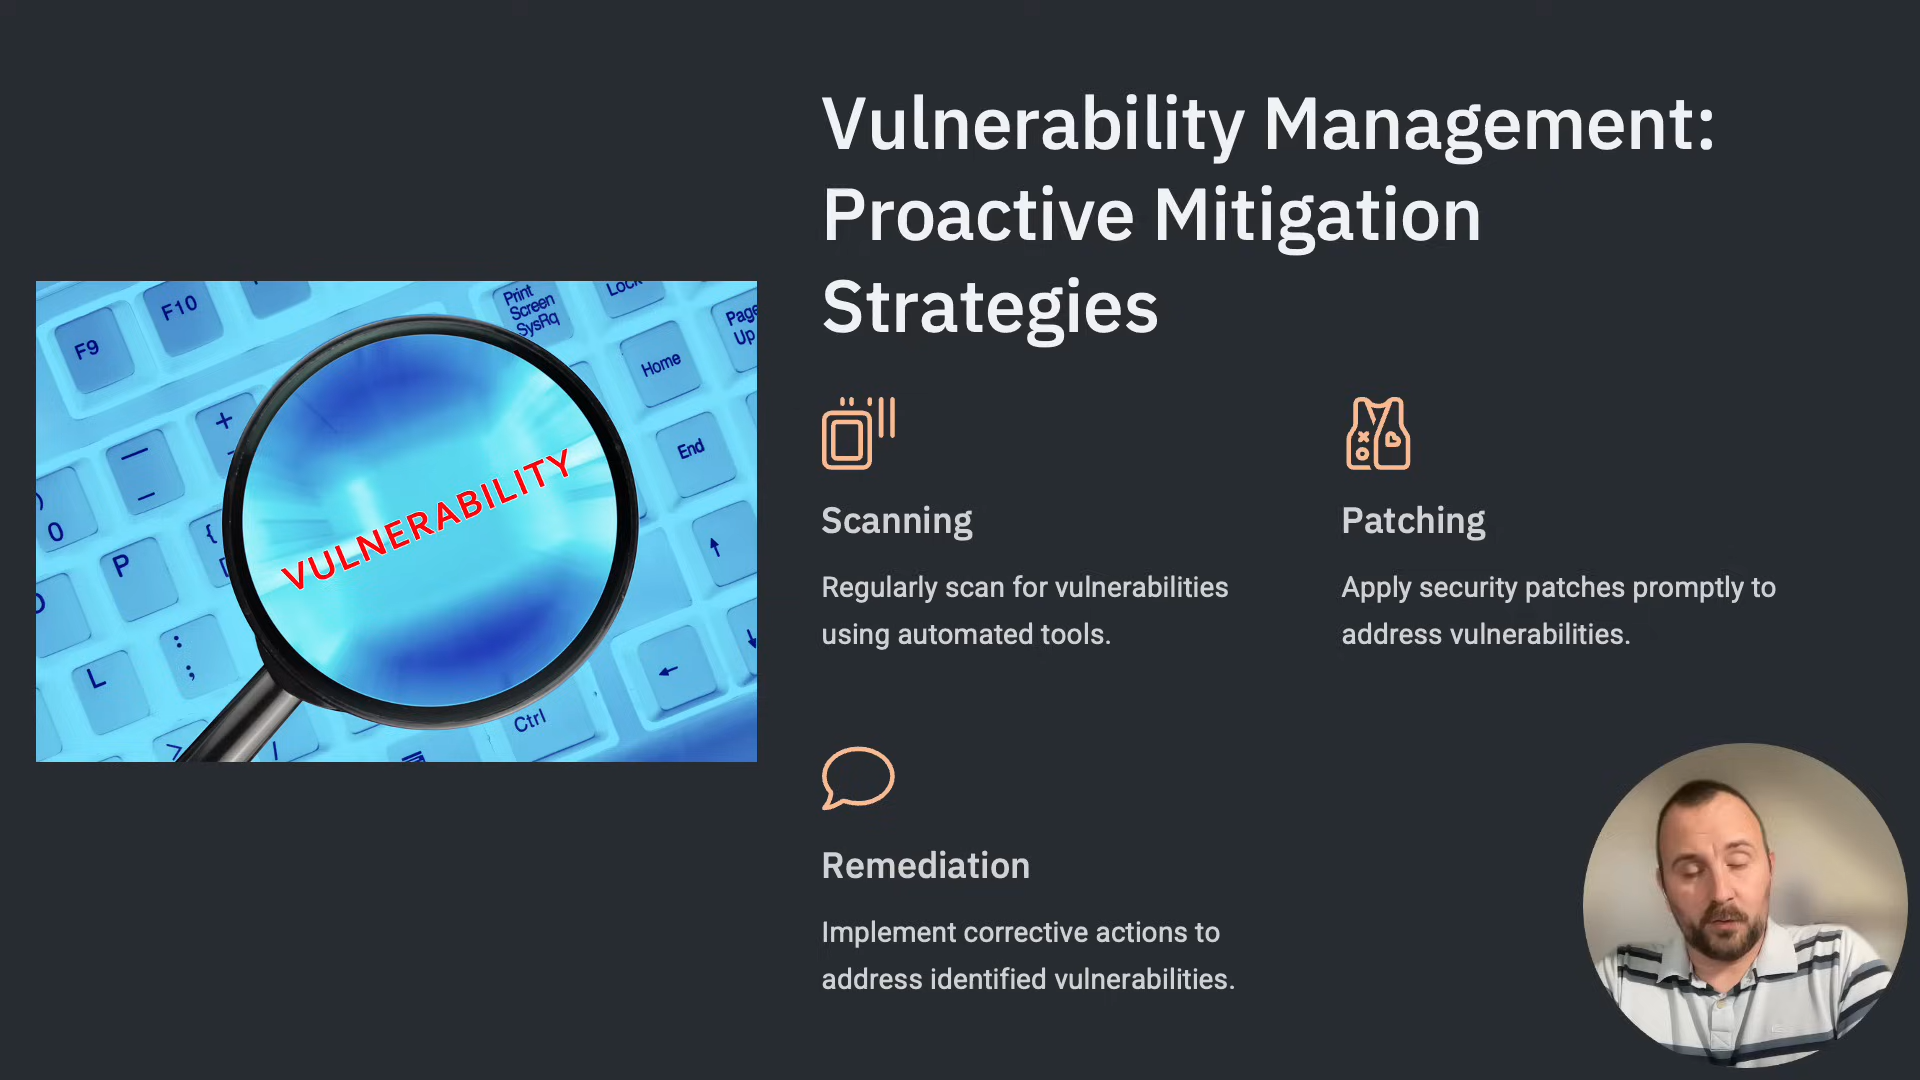 Vulnerability Management:
Proactive Mitigation
Strategies
Scanning
Regularly scan for vulnerabilities
using automated tools.
Patching
Apply security patches promptly to
address vulnerabilities.
Remediation
Implement corrective actions to
address identified vulnerabilities.
F9
F10
Print
Screen
SysRq
Page
Up
Home
End
+
{
0
P
:
;
L
Ctrl
VULNERABILITY